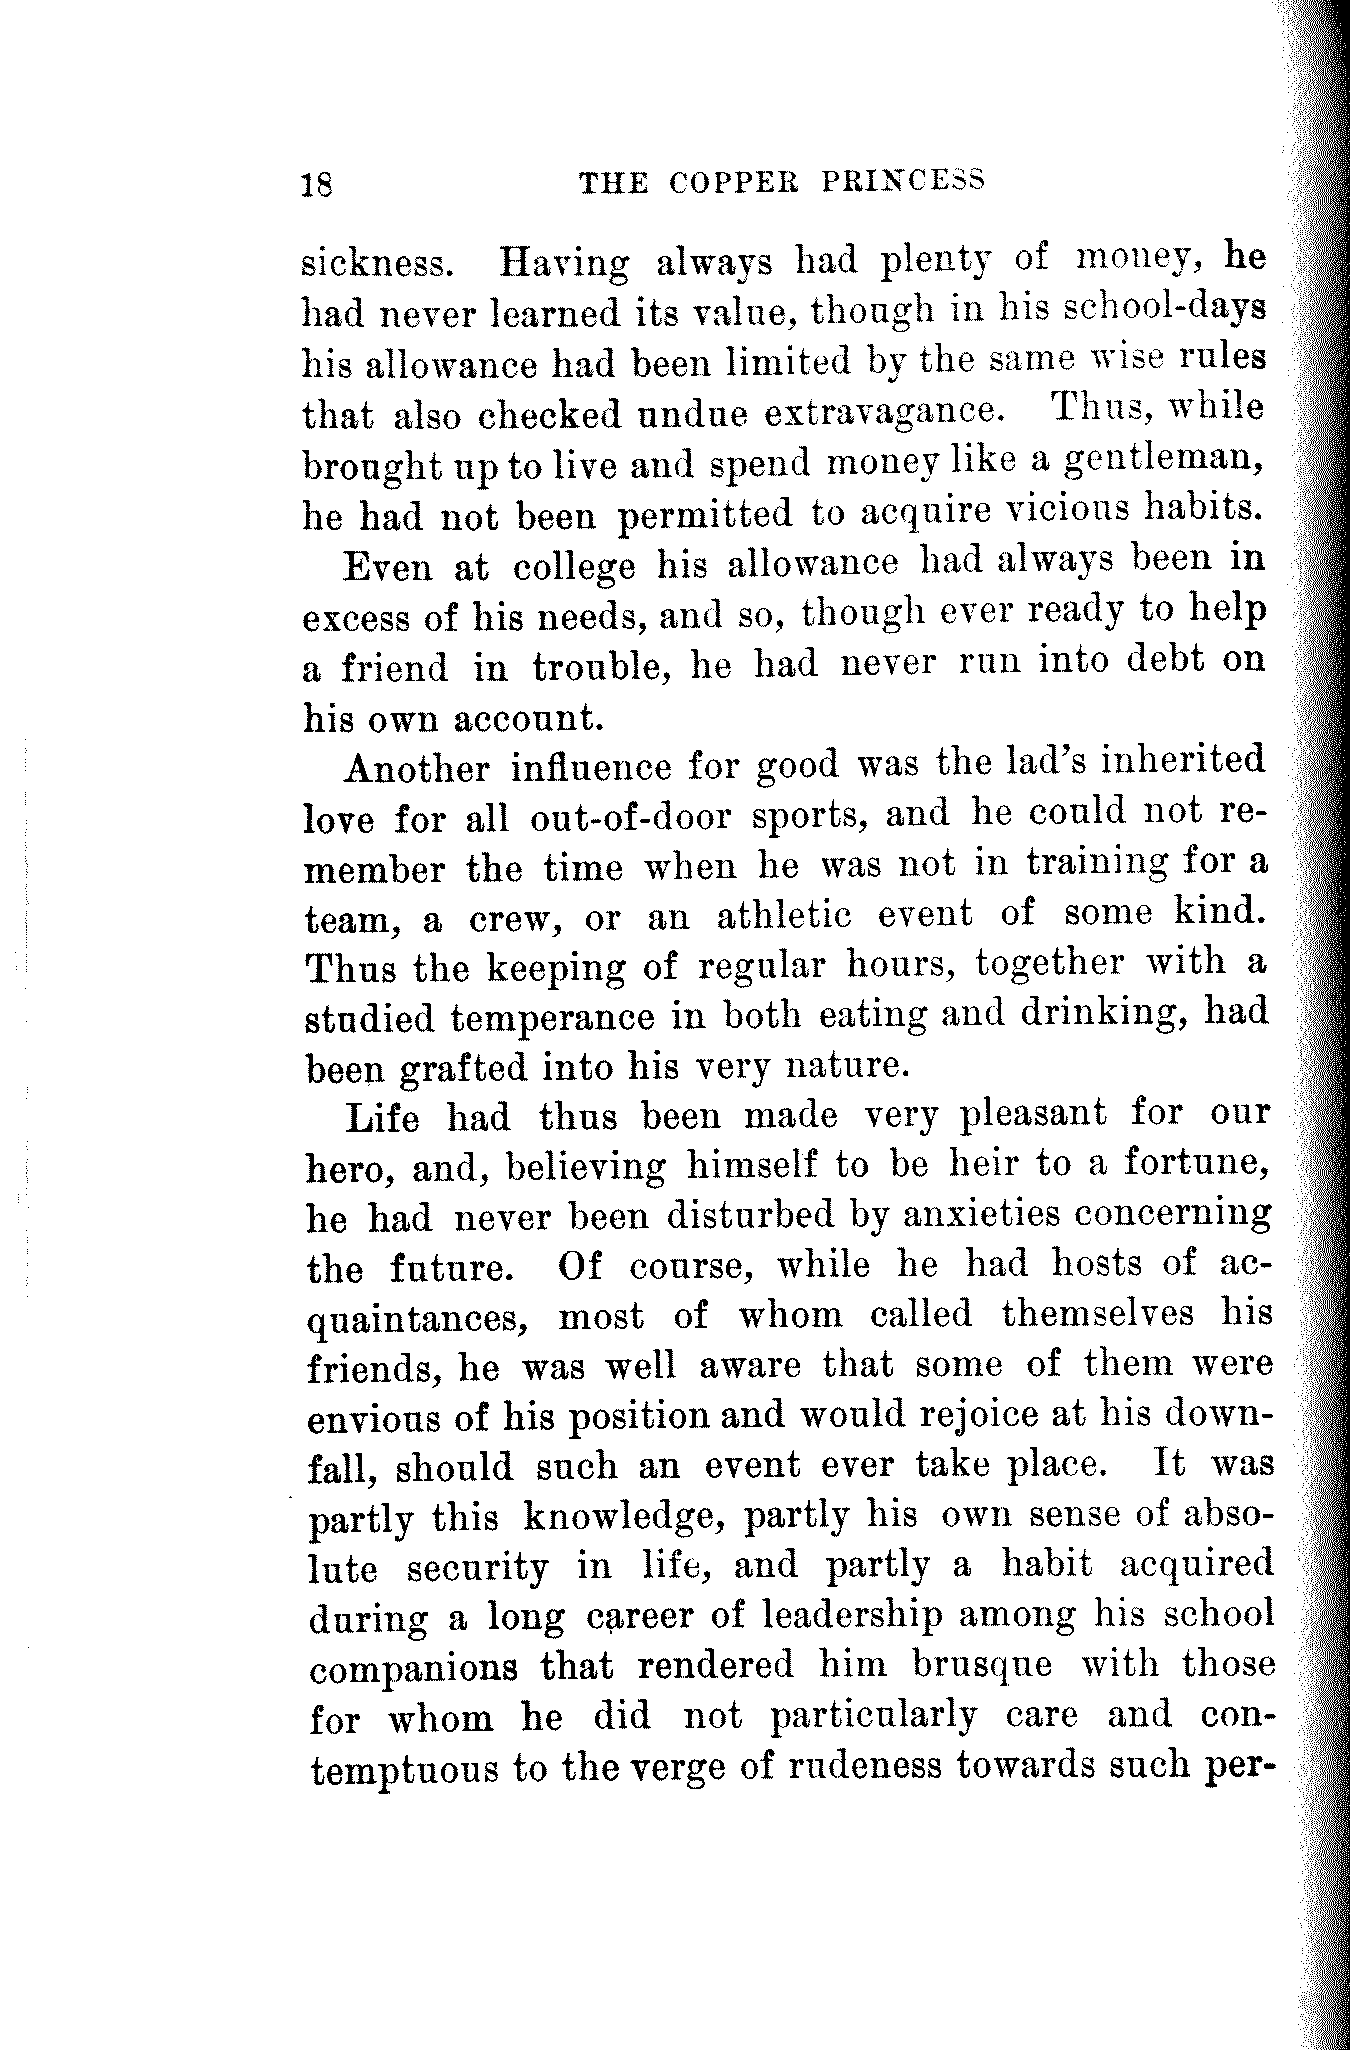 18 THE COPPER PRINCESS
sickness. Having always had plenty of money, he
had never learned its value, though in his school-days
his allowance had been limited by the same wise rules
that also checked undue extravagance. Thus, while
brought up to live and spend money like a gentleman,
he had not been permitted to acquire vicious habits.
Even at college his allowance had always been in
excess of his needs, and so, though ever ready to help
a friend in trouble, he had never run into debt on
his own account.
Another influence for good was the lad's inherited
love for all out-of-door sports, and he could not re-
member the time when he was not in training for a
team, a crew, or an athletic event of some kind.
Thus the keeping of regular hours, together with a
studied temperance in both eating and drinking, had
been grafted into his very nature.
Life had thus been made very pleasant for our
hero, and, believing himself to be heir to a fortune,
he had never been disturbed by anxieties concerning
the future. Of course, while he had hosts of ac-
quaintances, most of whom called themselves his
friends, he was well aware that some of them were
envious of his position and would rejoice at his down-
fall, should such an event ever take place. It was
partly this knowledge, partly his own sense of abso-
lute security in life, and partly a habit acquired
during a long career of leadership among his school
companions that rendered him brusque with those
for whom he did not particularly care and con-
temptuous to the verge of rudeness towards such per-